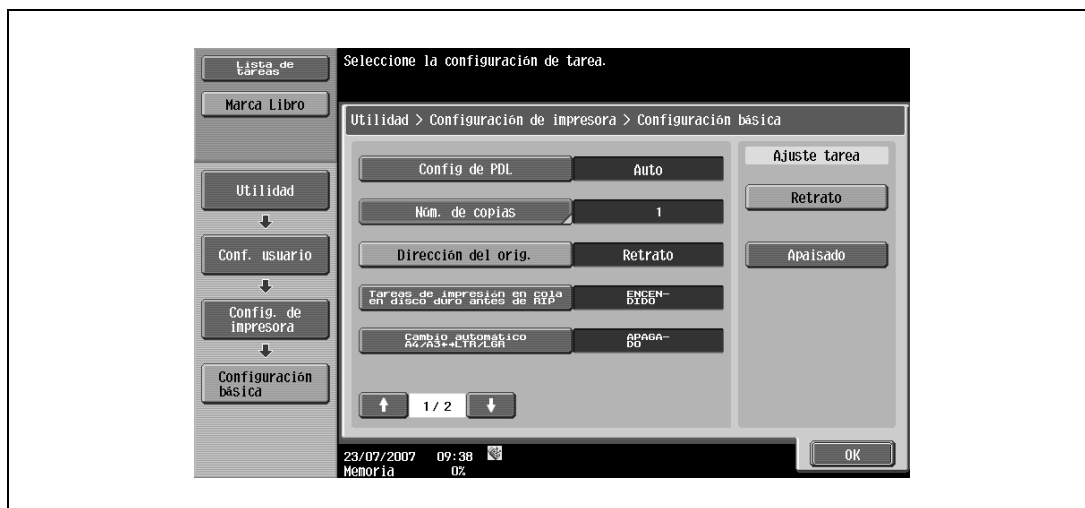 Lista de
tareas
Marca Libro
Utilidad
Conf. usuario
Config. de
impresora
Configuración
básica
Seleccione la configuración de tarea.
Utilidad > Configuración de impresora > Configuración básica
Config de PDL
Auto
Núm. de copias
1
Dirección del orig.
Retrato
Tareas de impresión en cola
en disco duro antes de RIP
ENCEN-
DIDO
Cambio automático
A4/A3↔LTR/LGR
APAGA-
DO
1/ 2
Ajuste tarea
Retrato
Apaisado
23/07/2007 09:38
Memoria 0%
OK